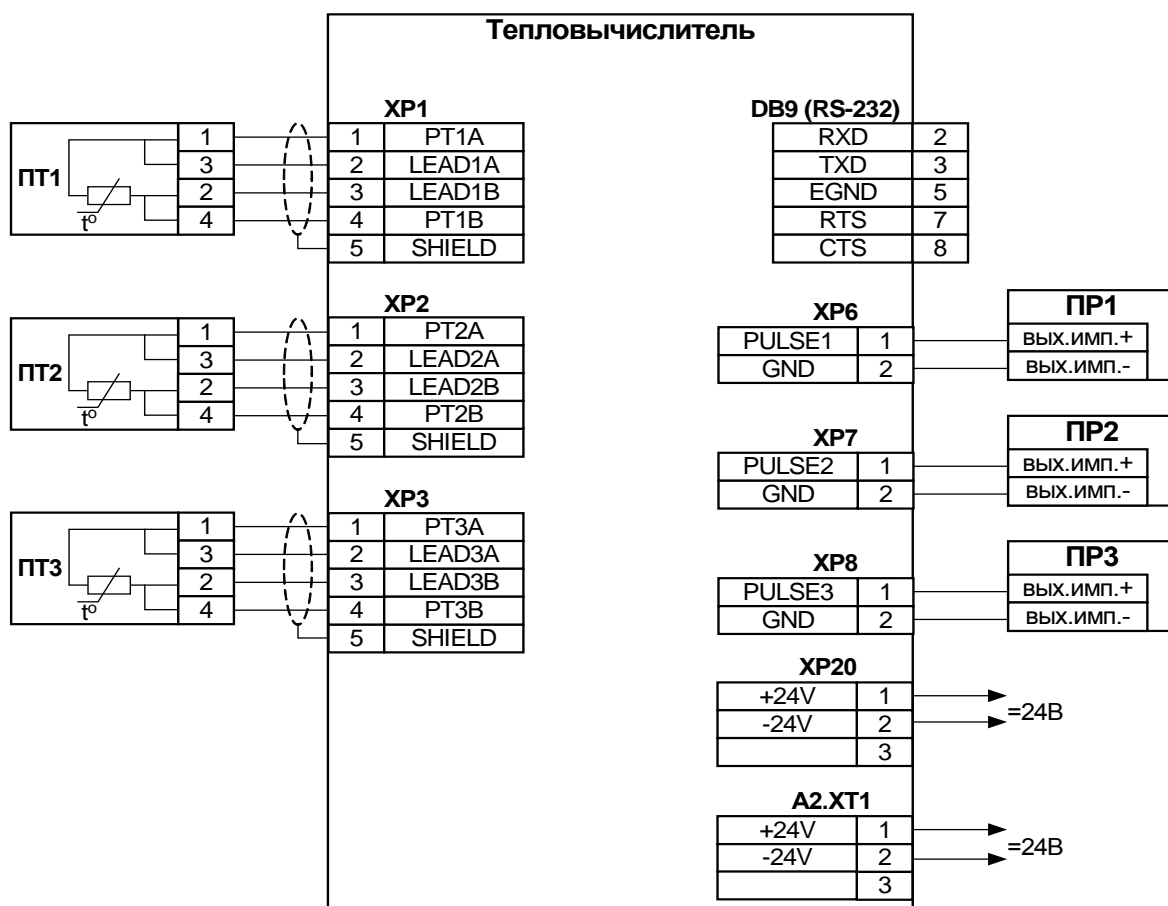 Тепловычислитель
XP1
ПТ1
1
3
2
4
t⁰
1 PT1A
2 LEAD1A
3 LEAD1B
4 PT1B
5 SHIELD
XP2
ПТ2
1
3
2
4
t⁰
1 PT2A
2 LEAD2A
3 LEAD2B
4 PT2B
5 SHIELD
XP3
ПТ3
1
3
2
4
t⁰
1 PT3A
2 LEAD3A
3 LEAD3B
4 PT3B
5 SHIELD
DB9 (RS-232)
RXD 2
TXD 3
EGND 5
RTS 7
CTS 8
XP6
PULSE1 1
GND 2
ПР1
вых.имп.+
вых.имп.-
XP7
PULSE2 1
GND 2
ПР2
вых.имп.+
вых.имп.-
XP8
PULSE3 1
GND 2
ПР3
вых.имп.+
вых.имп.-
XP20
+24V 1
-24V 2
3
=24В
A2.XT1
+24V 1
-24V 2
3
=24В